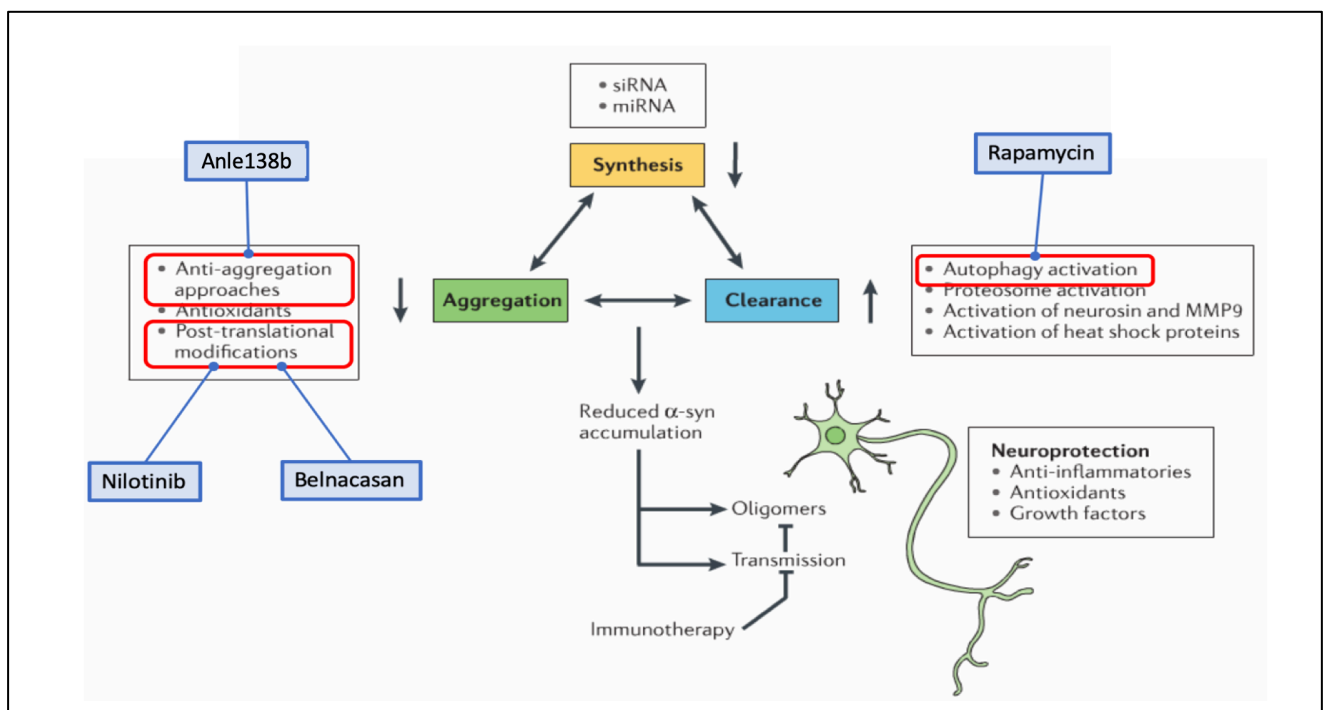 • siRNA
• miRNA
Anle138b
Rapamycin
Synthesis
• Anti-aggregation
approaches
• Antioxidants
• Post-translational
modifications
Aggregation
Clearance
• Autophagy activation
• Proteosome activation
• Activation of neurosin and MMP9
• Activation of heat shock proteins
Reduced α-syn
accumulation
Nilotinib
Belnacasan
Neuroprotection
• Anti-inflammatories
• Antioxidants
• Growth factors
Oligomers
Transmission
Immunotherapy